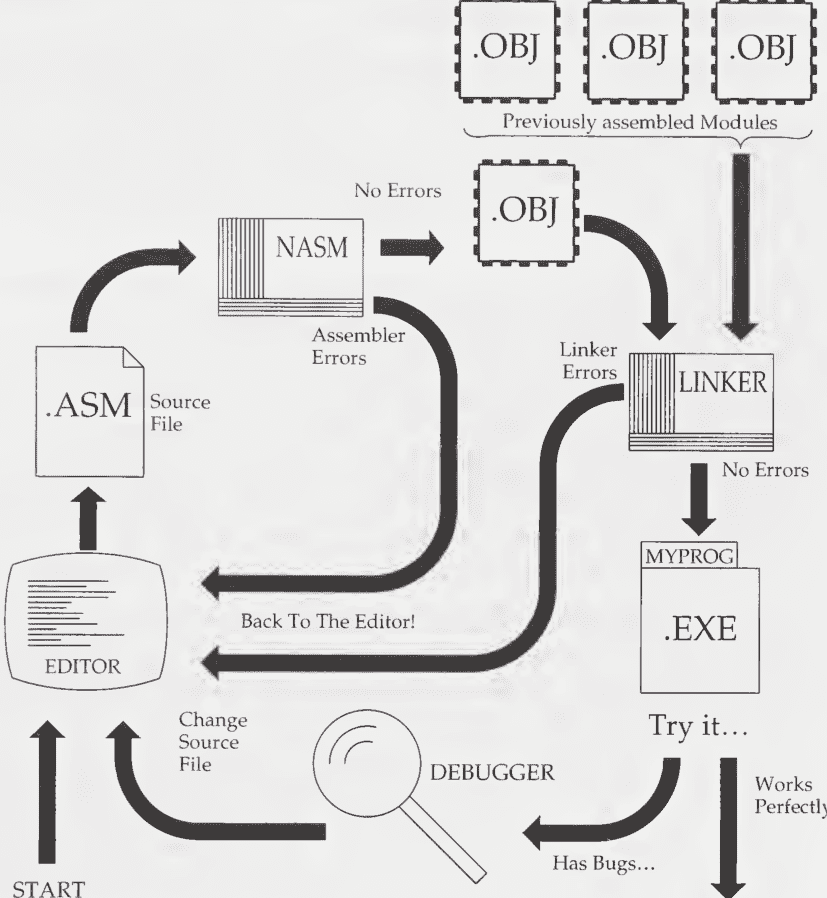 .OBJ .OBJ .OBJ
Previously assembled Modules
No Errors
.OBJ
NASM
Assembler
Errors
Linker
Errors
LINKER
.ASM
Source
File
No Errors
MYPROG
.EXE
Back To The Editor!
EDITOR
Try it...
Change
Source
File
DEBUGGER
Works
Perfectly
Has Bugs...
START